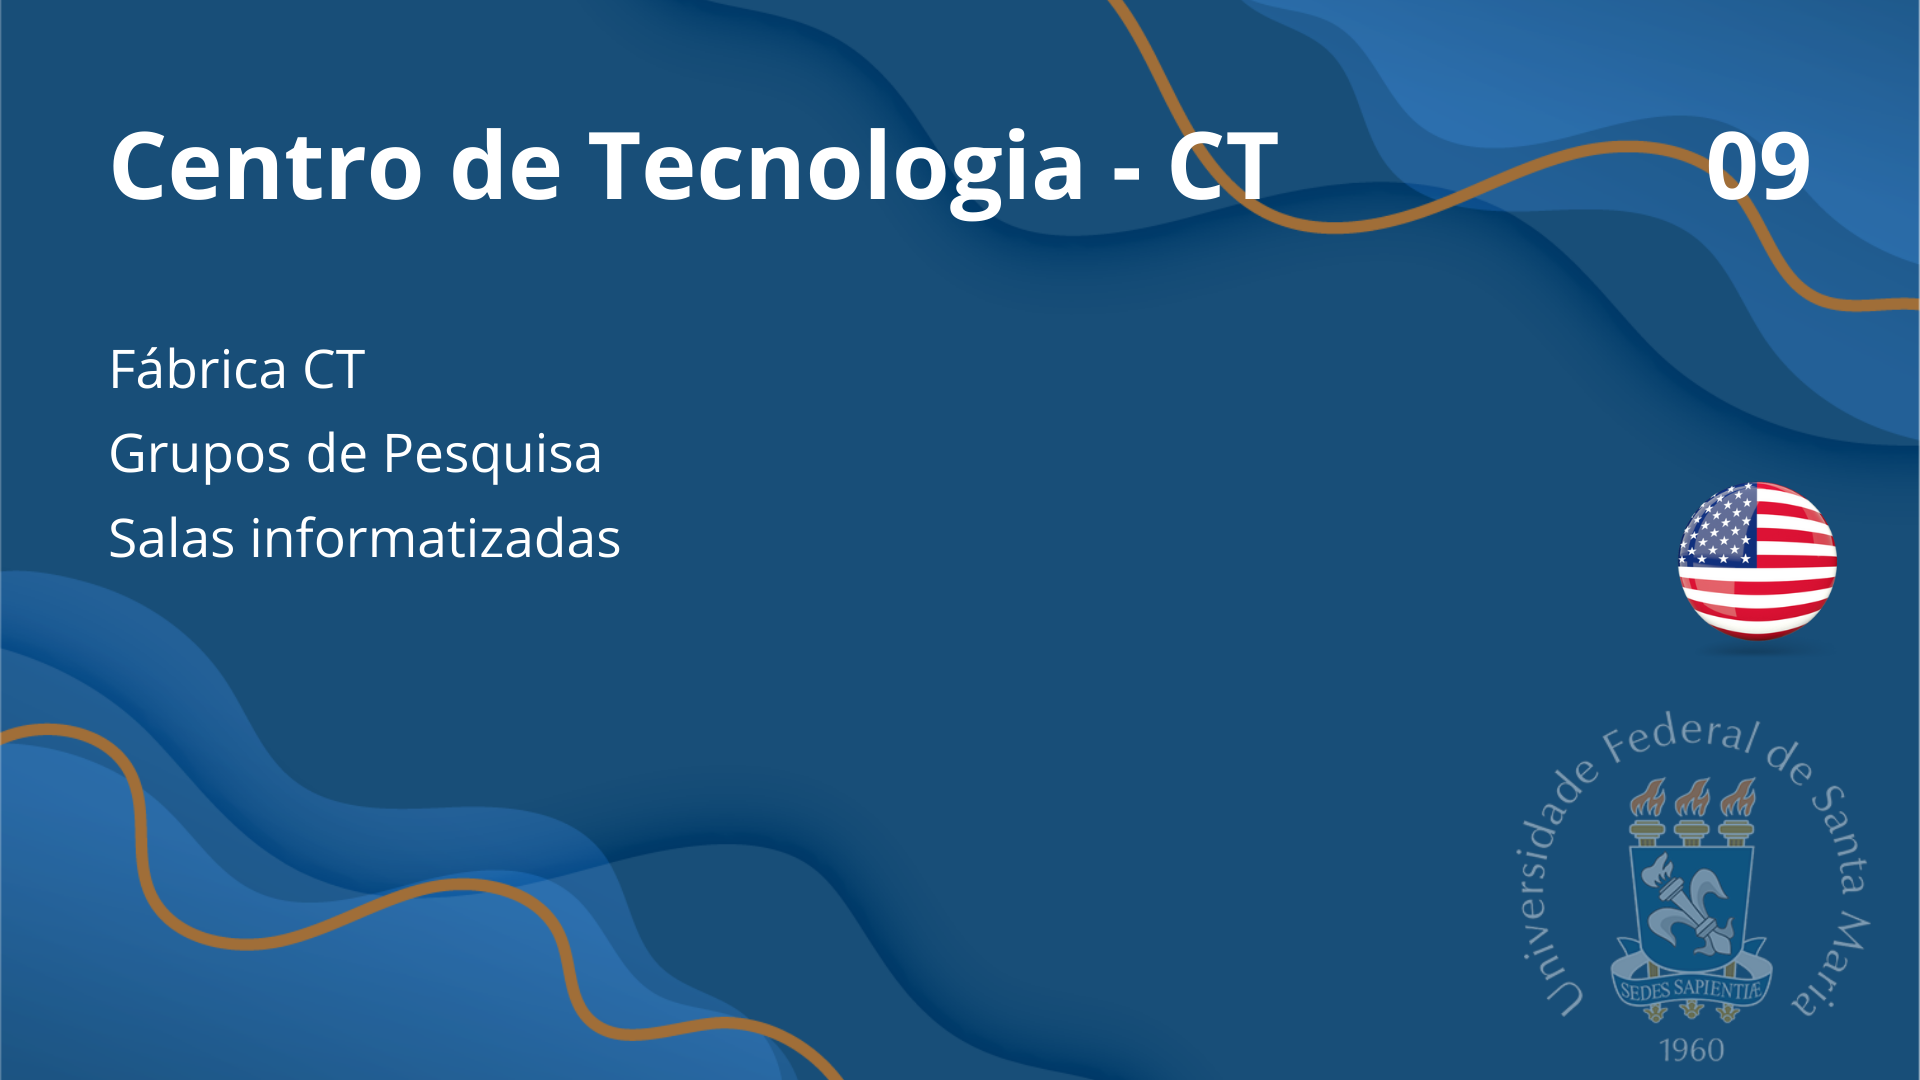 Centro de Tecnologia - CT
09
Fábrica CT
Grupos de Pesquisa
Salas informatizadas
Universidade Federal de Santa Maria
SEDES SAPIENTIÆ
1960